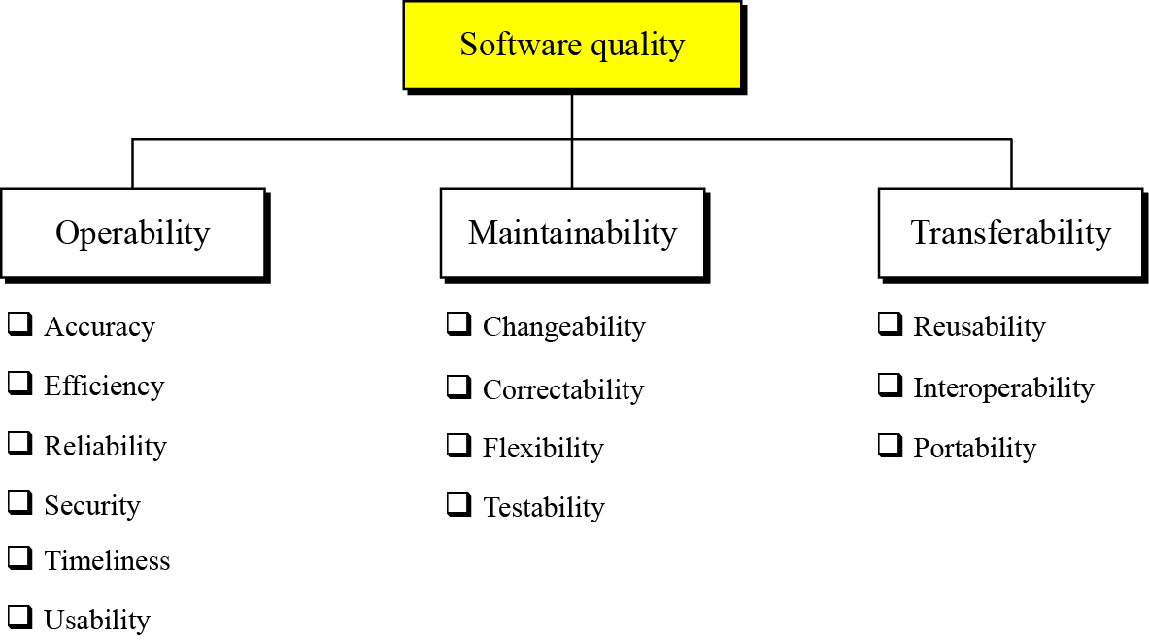 Software quality
Operability
Maintainability
Transferability
Accuracy
Efficiency
Reliability
Security
Timeliness
Usability
Changeability
Correctability
Flexibility
Testability
Reusability
Interoperability
Portability